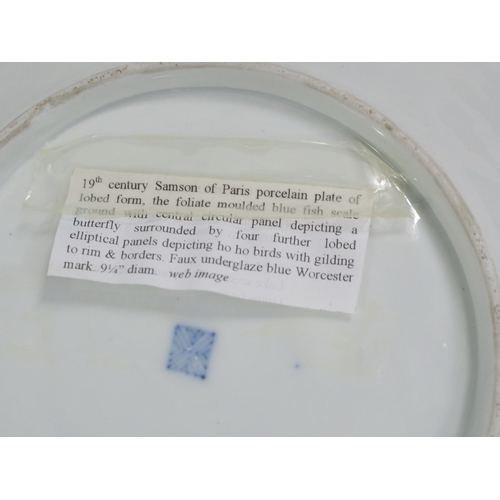 19th century Samson of Paris porcelain plate of
lobed form, the foliate moulded blue fish scale
ground with central circular panel depicting a
butterfly surrounded by four further lobed
elliptical panels depicting ho ho birds with gilding
to rim & borders. Faux underglaze blue Worcester
mark. 9¼” diam. web image